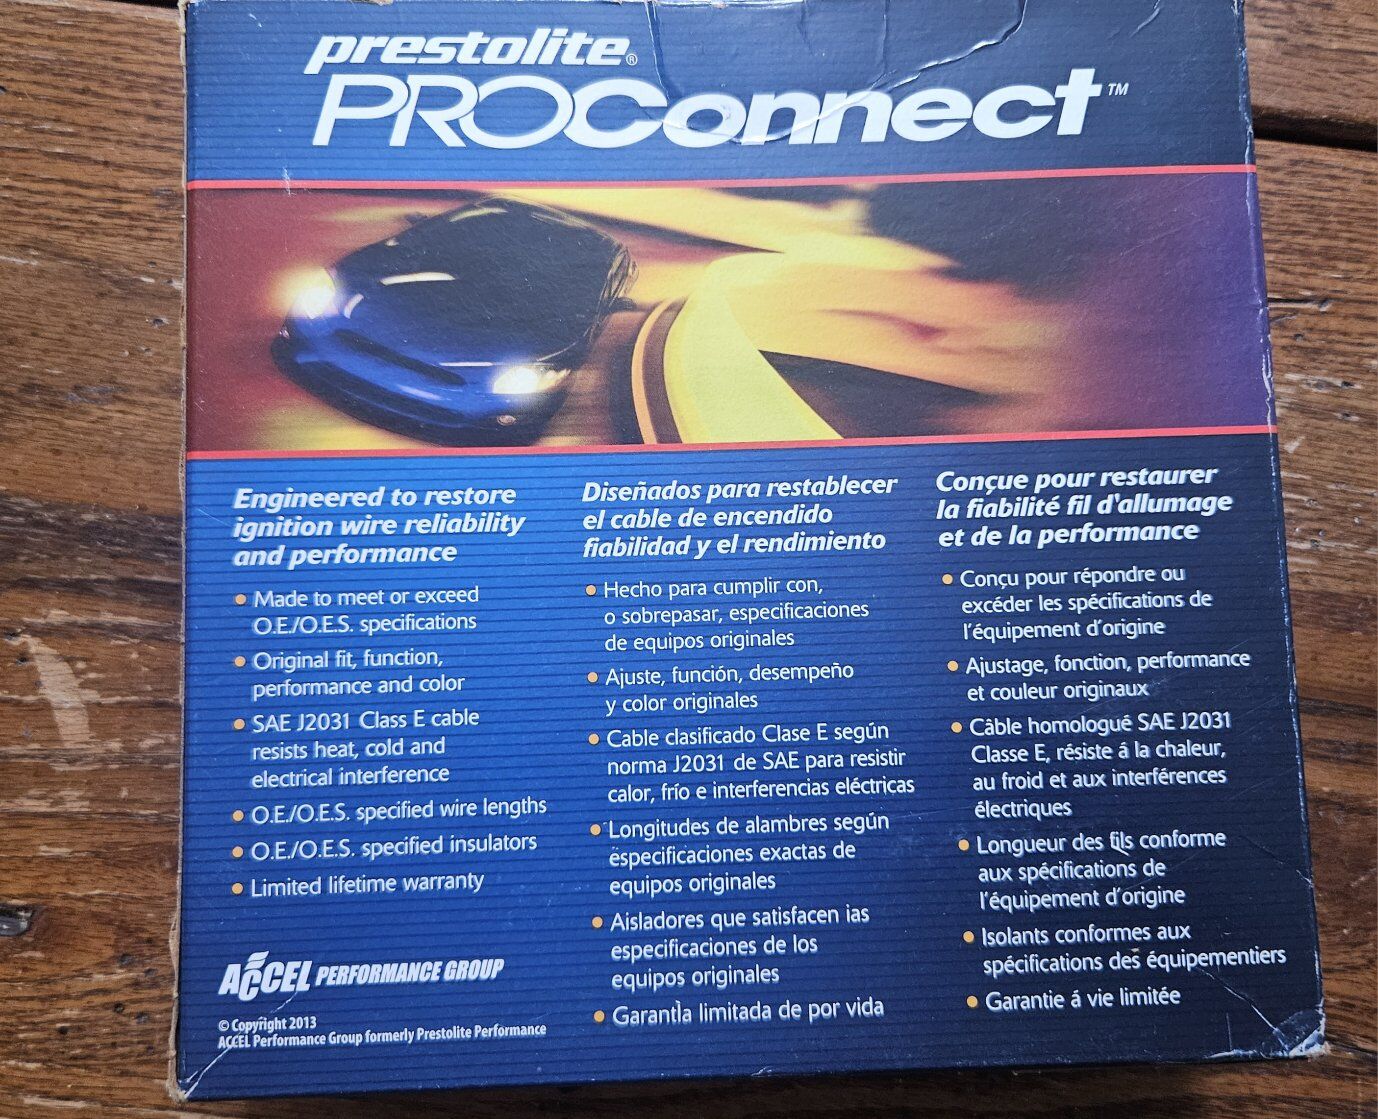 prestolite®
PROConnect™
Engineered to restore
ignition wire reliability
and performance
• Made to meet or exceed
O.E./O.E.S. specifications
• Original fit, function,
performance and color
• SAE J2031 Class E cable
resists heat, cold and
electrical interference
• O.E./O.E.S. specified wire lengths
• O.E./O.E.S. specified insulators
• Limited lifetime warranty
ACCEL PERFORMANCE GROUP
© Copyright 2013
ACCEL Performance Group formerly Prestolite Performance
Diseñados para restablecer
el cable de encendido
fiabilidad y el rendimiento
• Hecho para cumplir con,
o sobrepasar, especificaciones
de equipos originales
• Ajuste, función, desempeño
y color originales
• Cable clasificado Clase E según
norma J2031 de SAE para resistir
calor, frío e interferencias eléctricas
• Longitudes de alambres según
especificaciones exactas de
equipos originales
• Aisladores que satisfacen ias
especificaciones de los
equipos originales
• Garantìa limitada de por vida
Conçue pour restaurer
la fiabilité fil d'allumage
et de la performance
• Conçu pour répondre ou
excéder les spécifications de
l'équipement d'origine
• Ajustage, fonction, performance
et couleur originaux
• Câble homologué SAE J2031
Classe E, résiste á la chaleur,
au froid et aux interférences
électriques
• Longueur des fils conforme
aux spécifications de
l'équipement d'origine
• Isolants conformes aux
spécifications des équipementiers
• Garantie á vie limitée